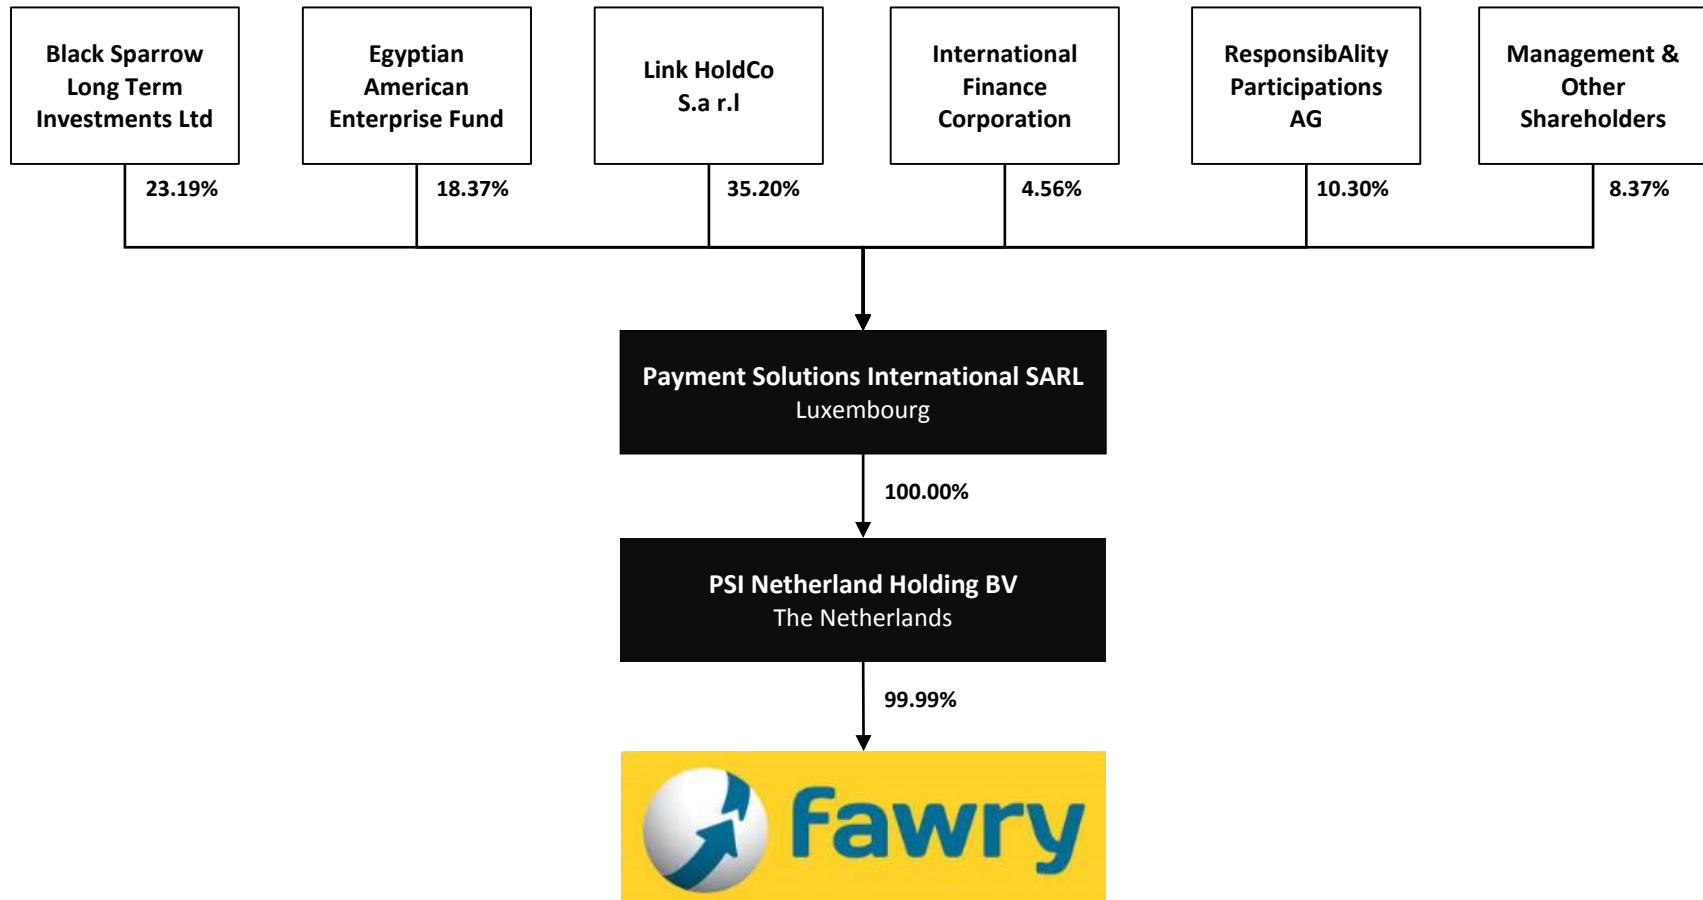 Black Sparrow
Long Term
Investments Ltd
Egyptian
American
Enterprise Fund
Link HoldCo
S.a r.l
International
Finance
Corporation
ResponsibAlity
Participations
AG
Management &
Other
Shareholders
23.19%
18.37%
35.20%
4.56%
10.30%
8.37%
Payment Solutions International SARL
Luxembourg
100.00%
PSI Netherland Holding BV
The Netherlands
99.99%
fawry